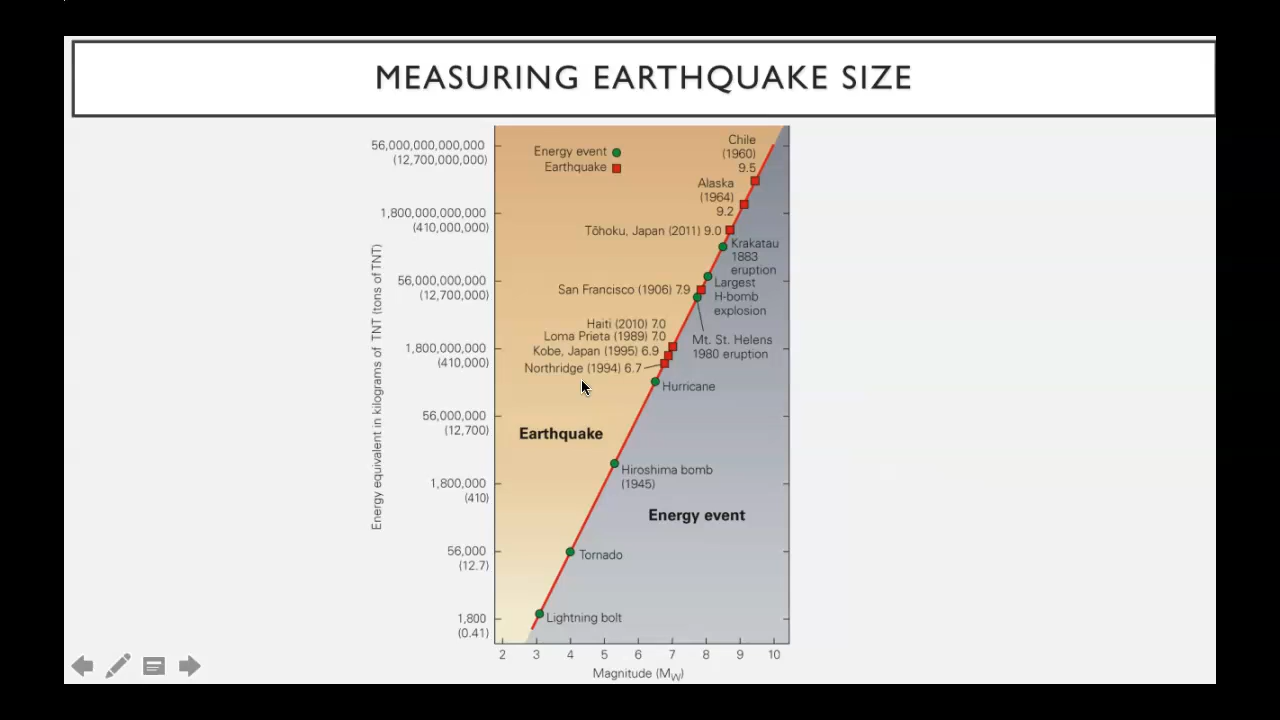 MEASURING EARTHQUAKE SIZE
Energy equivalent in kilograms of TNT (tons of TNT)
56,000,000,000,000
(12,700,000,000)
1,800,000,000,000
(410,000,000)
56,000,000,000
(12,700,000)
1,800,000,000
(410,000)
56,000,000
(12,700)
1,800,000
(410)
56,000
(12.7)
1,800
(0.41)
Energy event
Earthquake
Chile
(1960)
9.5
Alaska
(1964)
9.2
Tōhoku, Japan (2011) 9.0
Krakatau
1883
eruption
San Francisco (1906) 7.9
Largest
H-bomb
explosion
Haiti (2010) 7.0
Loma Prieta (1989) 7.0
Kobe, Japan (1995) 6.9
Northridge (1994) 6.7
Mt. St. Helens
1980 eruption
Hurricane
Earthquake
Hiroshima bomb
(1945)
Energy event
Tornado
Lightning bolt
2 3 4 5 6 7 8 9 10
Magnitude (MW)